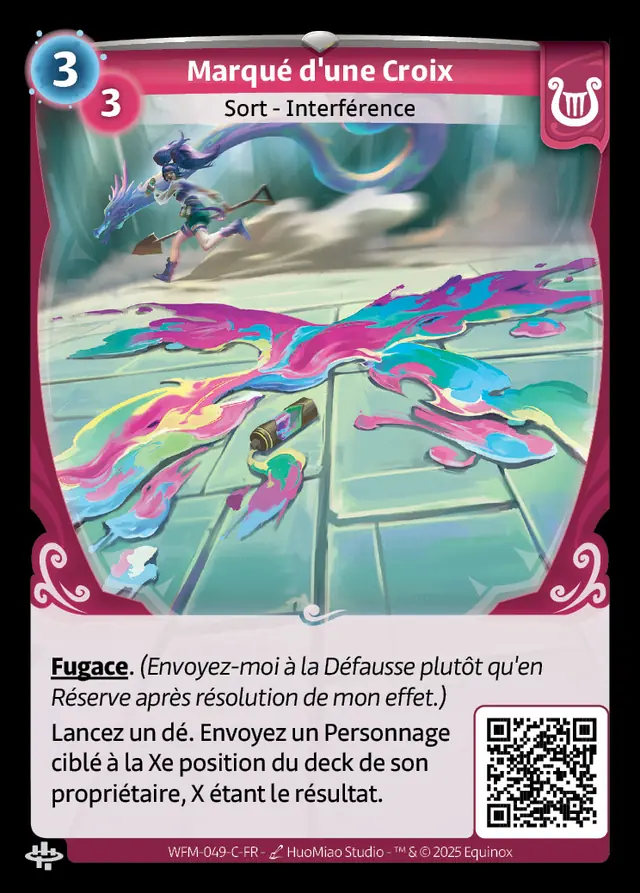 3
3
Marqué d'une Croix
Sort - Interférence
Fugace. (Envoyez-moi à la Défausse plutôt qu'en
Réserve après résolution de mon effet.)
Lancez un dé. Envoyez un Personnage
ciblé à la Xe position du deck de son
propriétaire, X étant le résultat.
WFM-049-C-FR - HuoMiao Studio - ™ & © 2025 Equinox